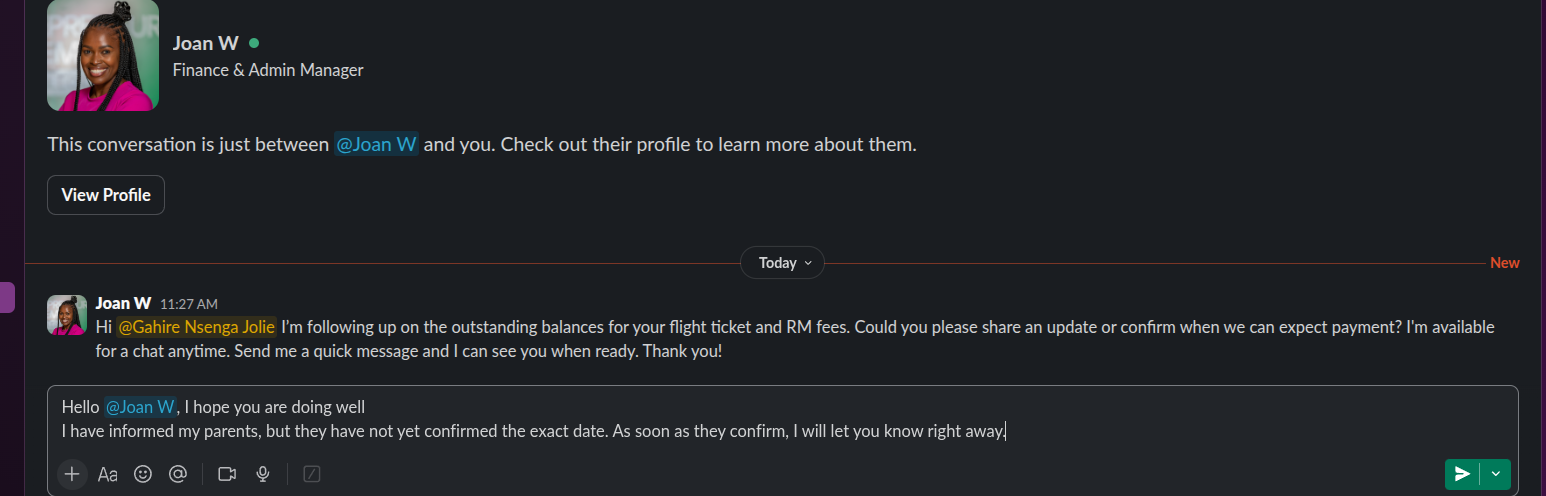 Joan W
Finance & Admin Manager
This conversation is just between @Joan W and you. Check out their profile to learn more about them.
View Profile
Today
New
Joan W 11:27 AM
Hi @Gahire Nsenga Jolie I'm following up on the outstanding balances for your flight ticket and RM fees. Could you please share an update or confirm when we can expect payment? I'm available
for a chat anytime. Send me a quick message and I can see you when ready. Thank you!
Hello @Joan W, I hope you are doing well
I have informed my parents, but they have not yet confirmed the exact date. As soon as they confirm, I will let you know right away.
Aa